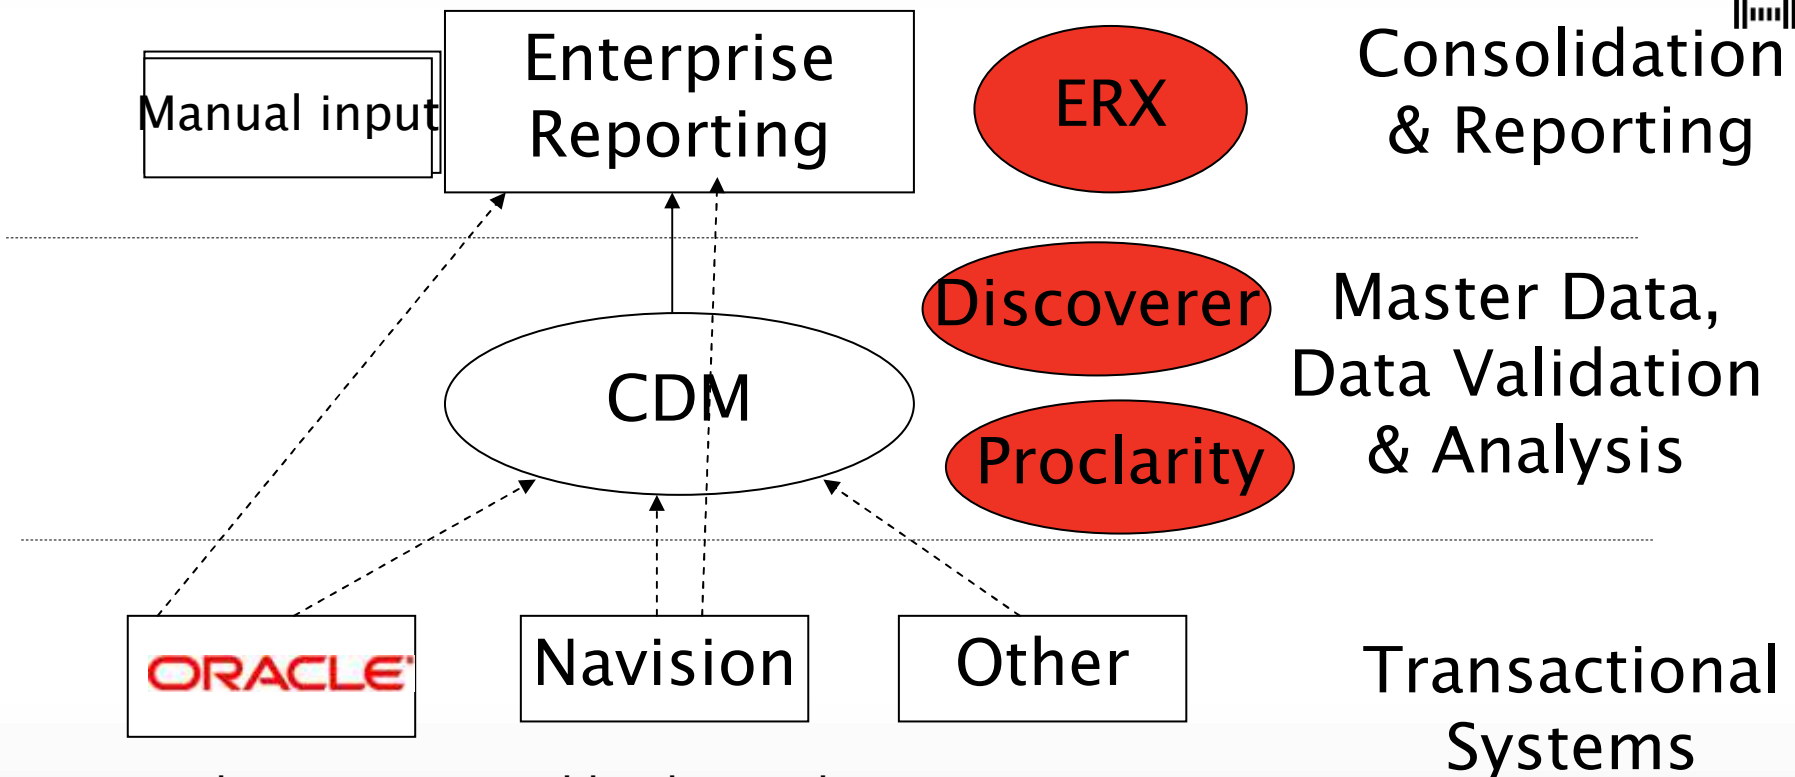 Enterprise
Reporting
Manual input
ERX
Consolidation
& Reporting
Discoverer
Proclarity
CDM
Master Data,
Data Validation
& Analysis
ORACLE
Navision
Other
Transactional
Systems